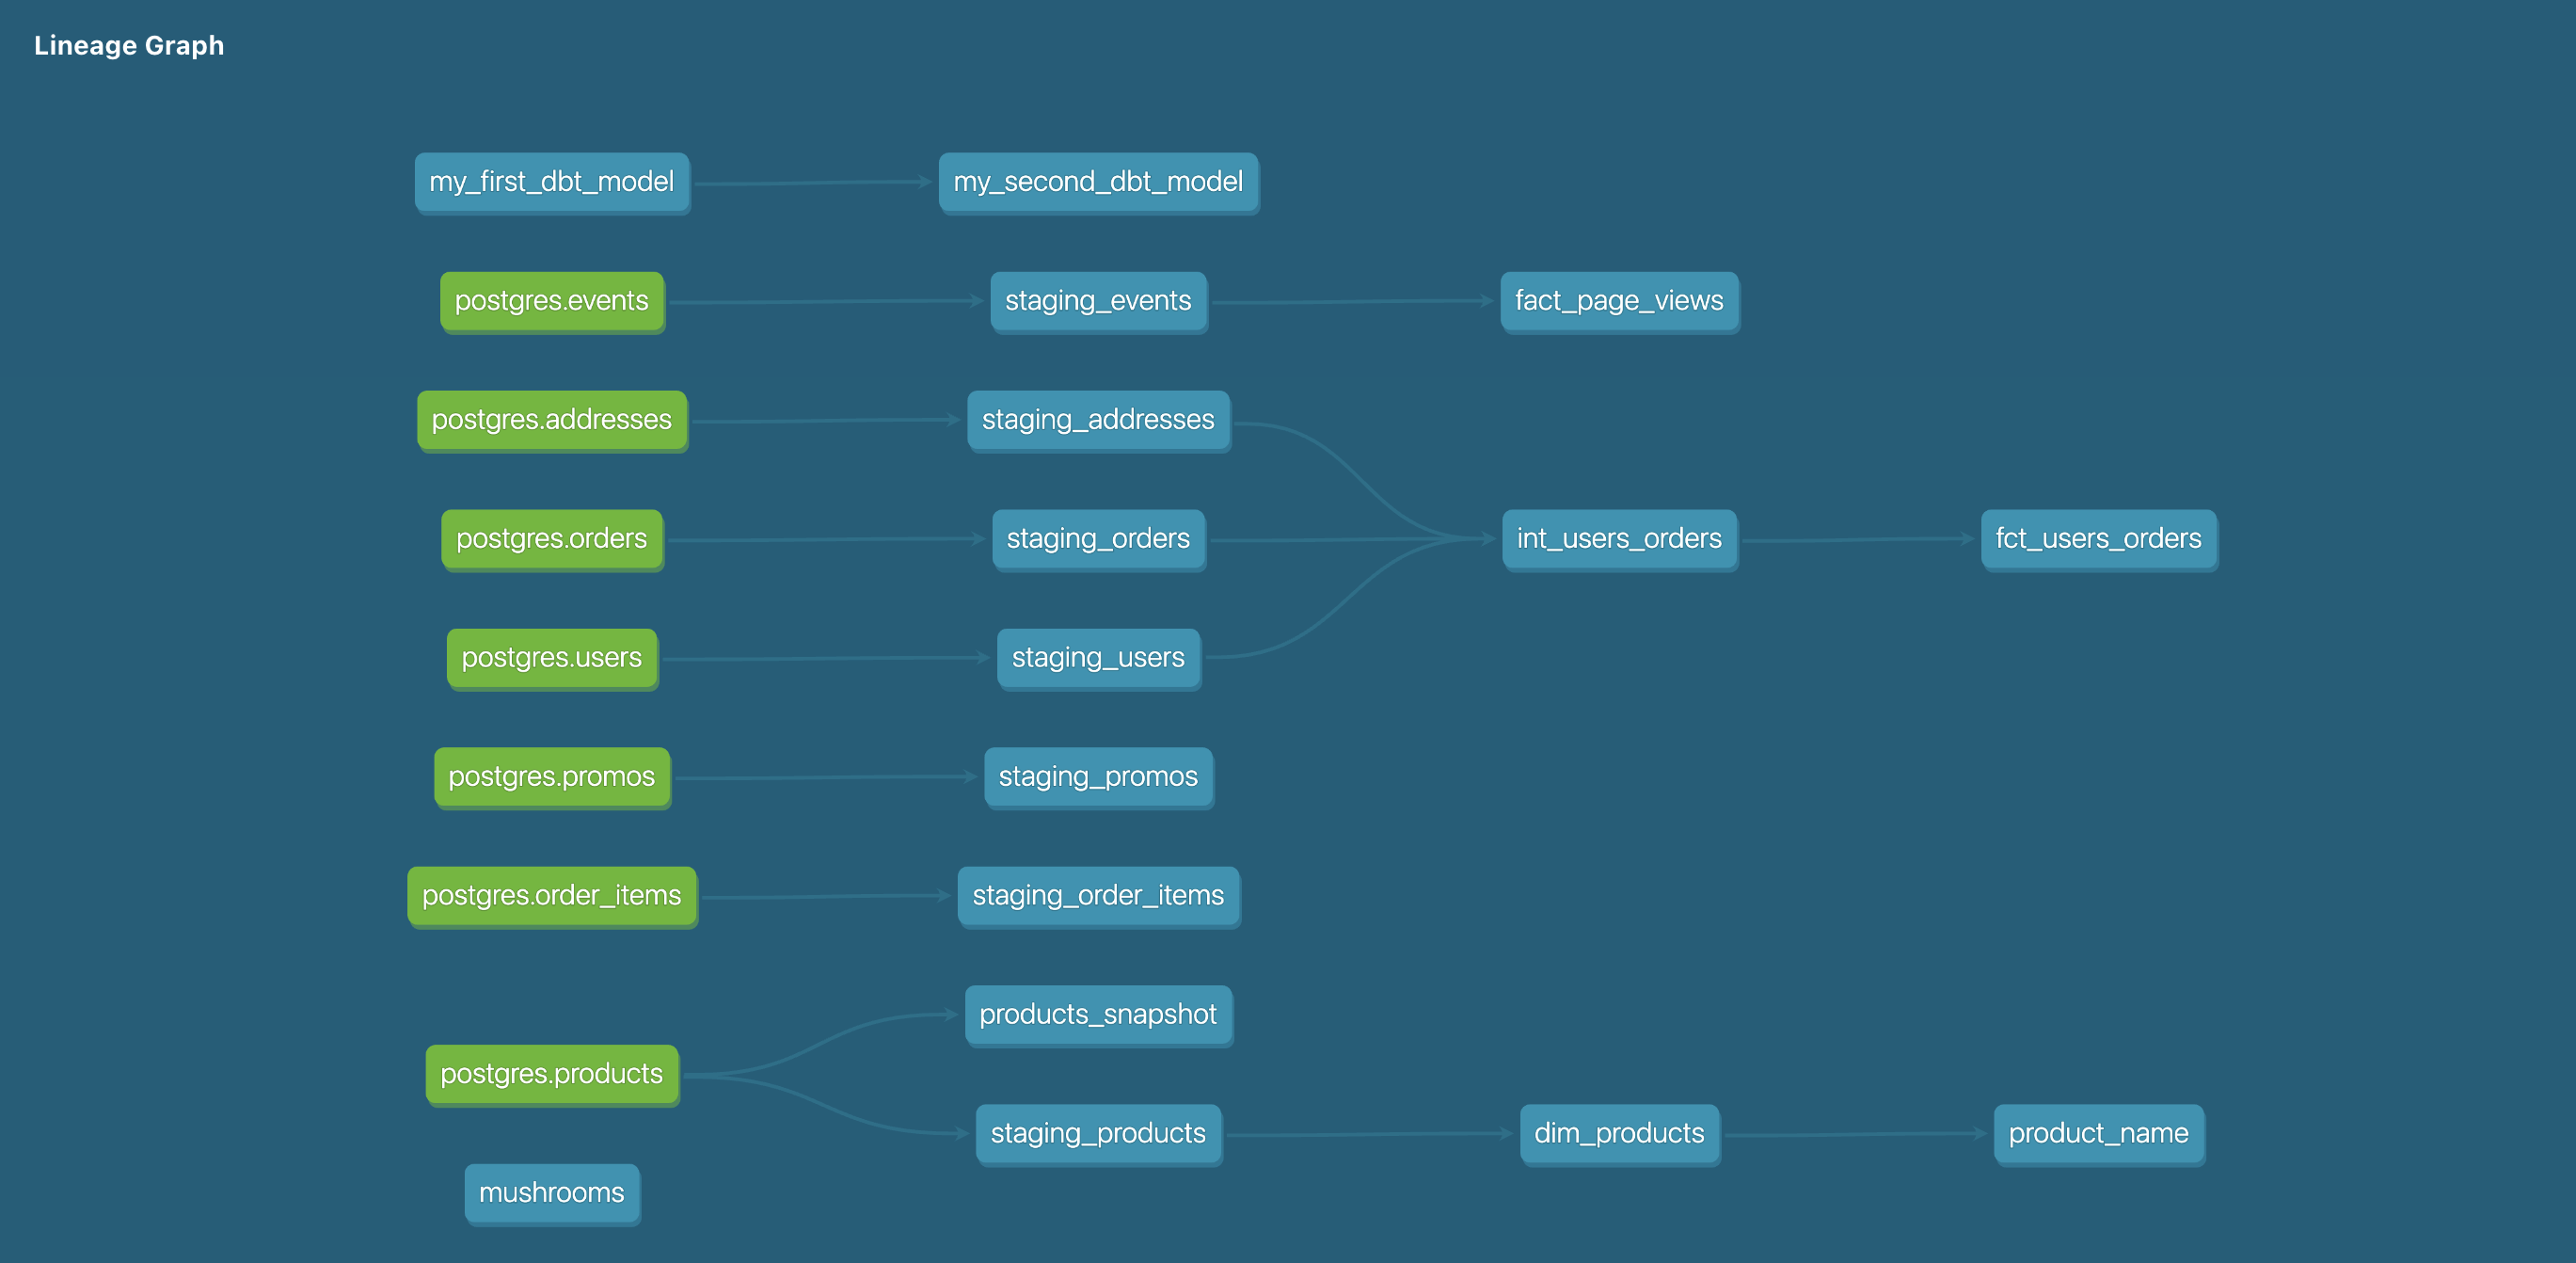 Lineage Graph
my_first_dbt_model
my_second_dbt_model
postgres.events
staging_events
fact_page_views
postgres.addresses
staging_addresses
postgres.orders
staging_orders
int_users_orders
fct_users_orders
postgres.users
staging_users
postgres.promos
staging_promos
postgres.order_items
staging_order_items
products_snapshot
postgres.products
staging_products
dim_products
product_name
mushrooms